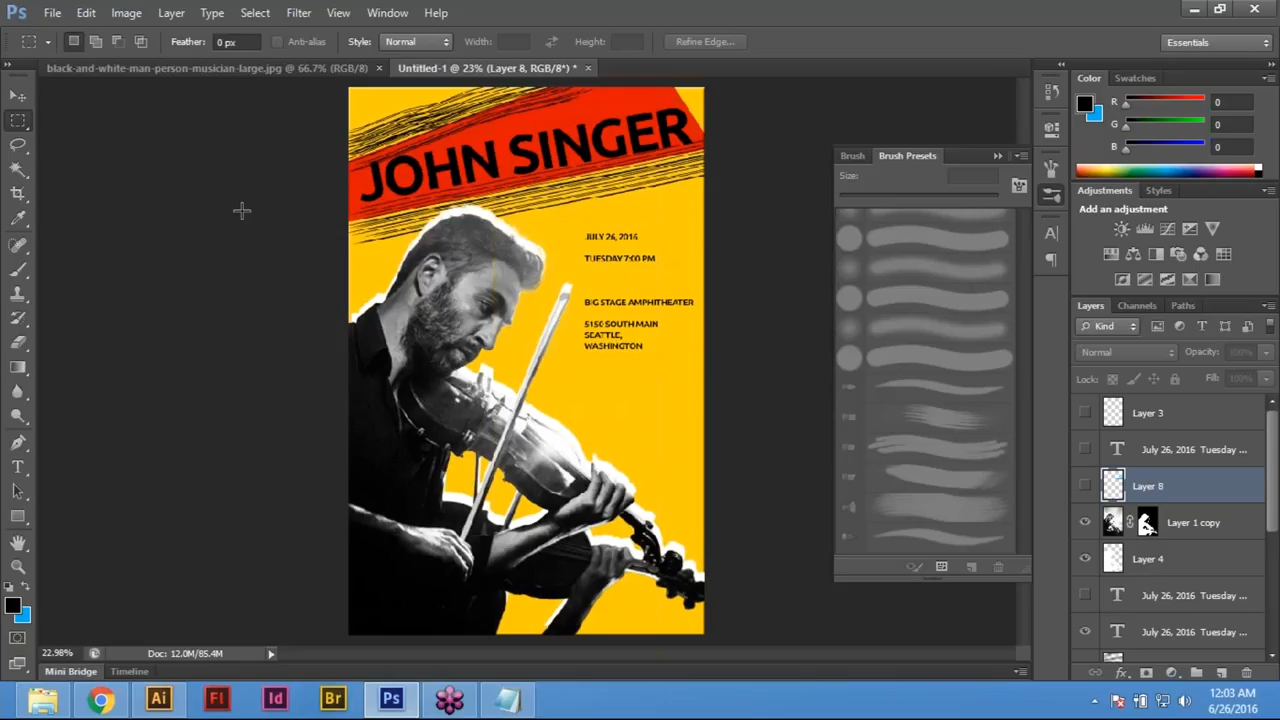 Ps File Edit Image Layer Type Select Filter 3D View Window Help
Feather: 0 px Anti-alias Style: Normal Width: Height: Refine Edge... Essentials
black-and-white-man-person-musician-large.jpg @ 66.7% (RGB/8) × Untitled-1 @ 23% (Layer 8, RGB/8*) * ×
JOHN SINGER
JULY 26, 2016
TUESDAY 7:00 PM
BIG STAGE AMPHITHEATER
5150 SOUTH MAIN
SEATTLE,
WASHINGTON
Brush Brush Presets
Size:
Color Swatches
R 0
G 0
B 0
Adjustments Styles
Add an adjustment
Layers Channels Paths
Kind
Normal Opacity: 100%
Lock: Fill: 100%
Layer 3
T July 26, 2016 Tuesday ...
Layer 8
Layer 1 copy
Layer 4
T July 26, 2016 Tuesday ...
T July 26, 2016 Tuesday ...
22.98% Doc: 12.0M/85.4M
Mini Bridge Timeline
Ai Fl Id Br Ps
12:03 AM
6/26/2016